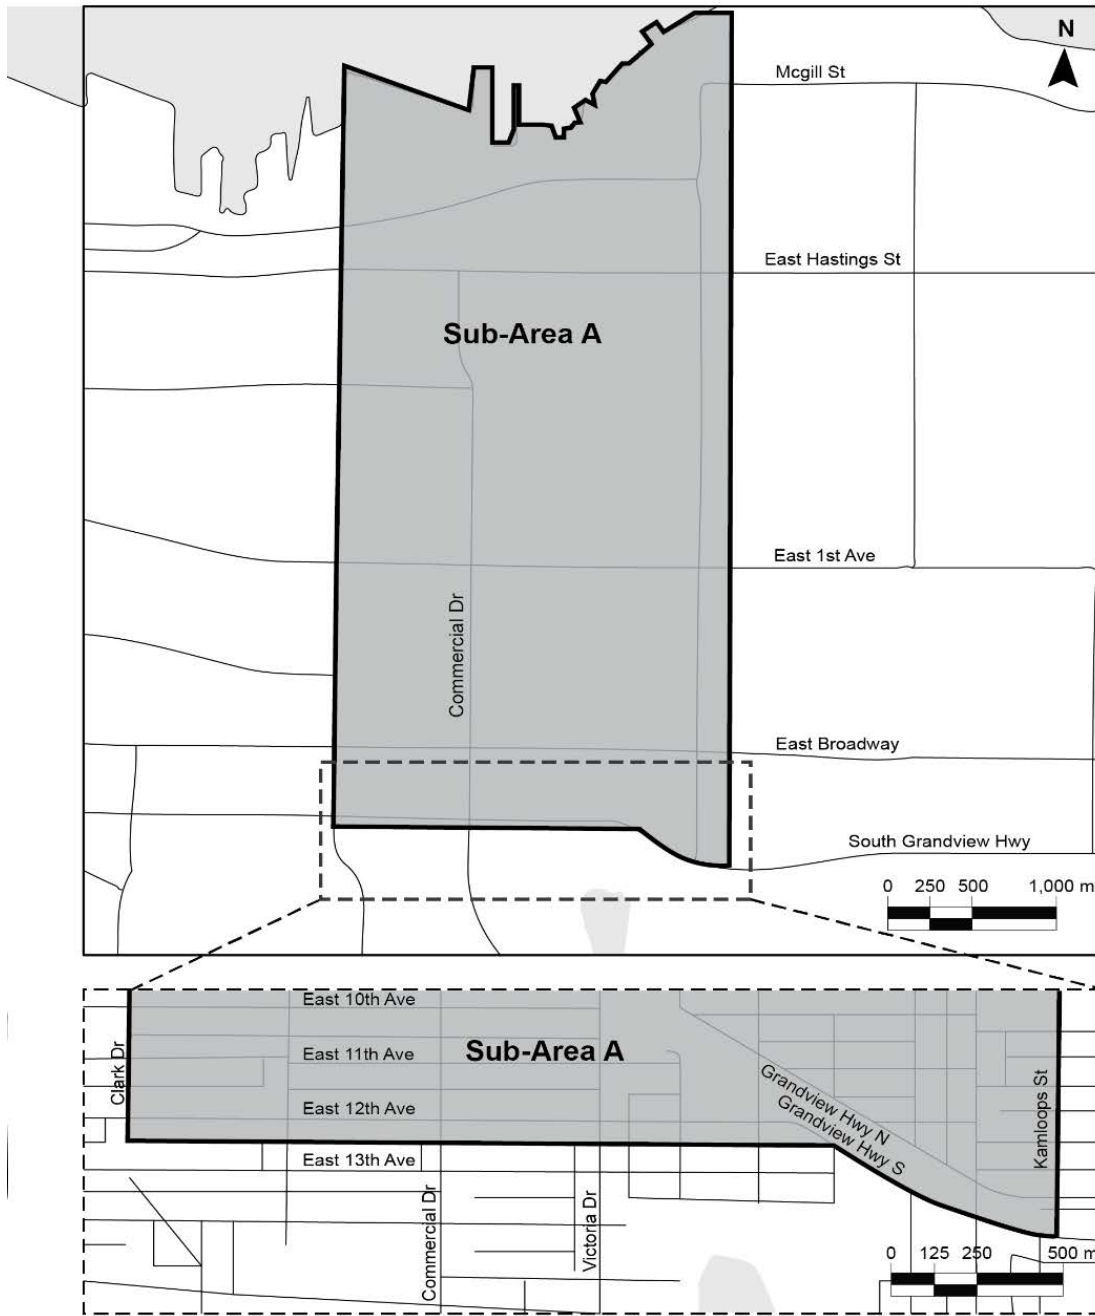 N
Mcgill St
East Hastings St
Sub-Area A
East 1st Ave
Commercial Dr
East Broadway
South Grandview Hwy
0 250 500 1,000 m
East 10th Ave
Clark Dr
East 11th Ave
Sub-Area A
East 12th Ave
Grandview Hwy N
Grandview Hwy S
Kamloops St
East 13th Ave
Commercial Dr
Victoria Dr
0 125 250 500 m